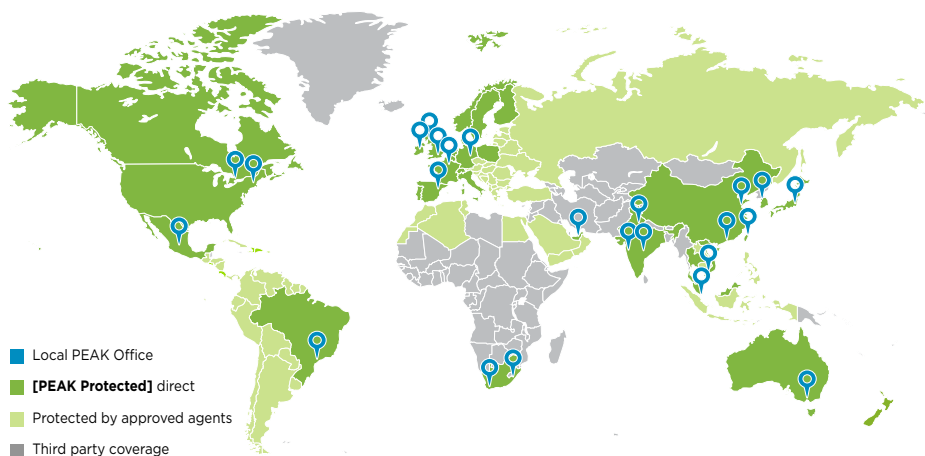 Local PEAK Office
[PEAK Protected] direct
Protected by approved agents
Third party coverage